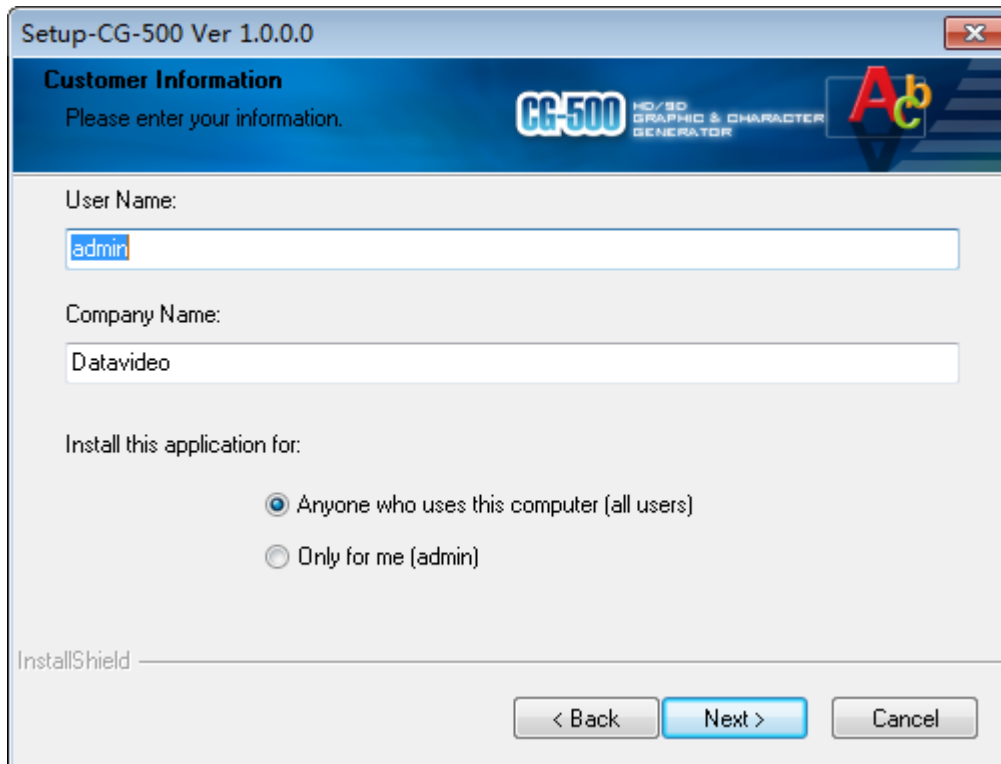 Setup-CG-500 Ver 1.0.0.0
Customer Information
Please enter your information.
CG-500
HD/SD
GRAPHIC & CHARACTER
GENERATOR
Acb
User Name:
admin
Company Name:
Datavideo
Install this application for:
Anyone who uses this computer (all users)
Only for me (admin)
InstallShield
< Back
Next >
Cancel